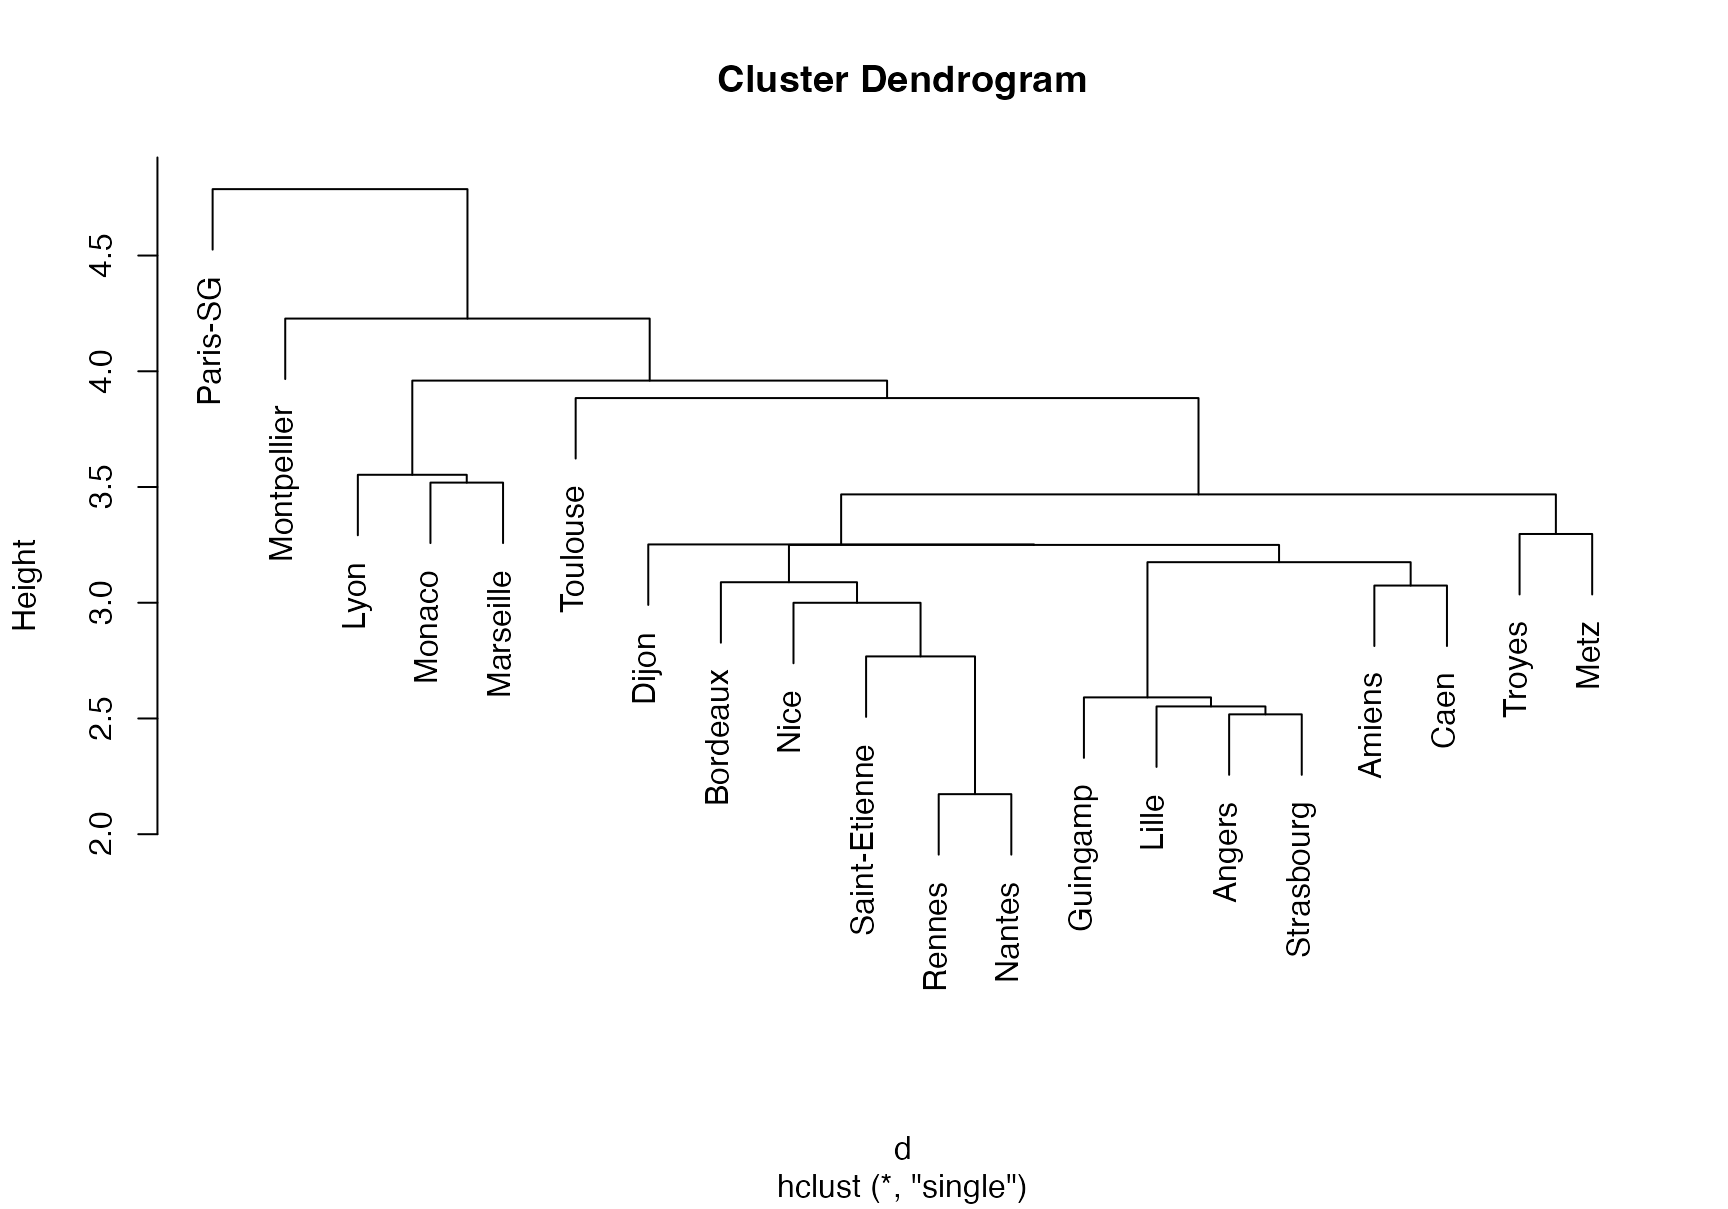 Cluster Dendrogram
Height
4.5
4.0
3.5
3.0
2.5
2.0
Paris-SG
Montpellier
Lyon
Monaco
Marseille
Toulouse
Dijon
Bordeaux
Nice
Saint-Etienne
Rennes
Nantes
Guingamp
Lille
Angers
Strasbourg
Amiens
Caen
Troyes
Metz
d
hclust (*, "single")